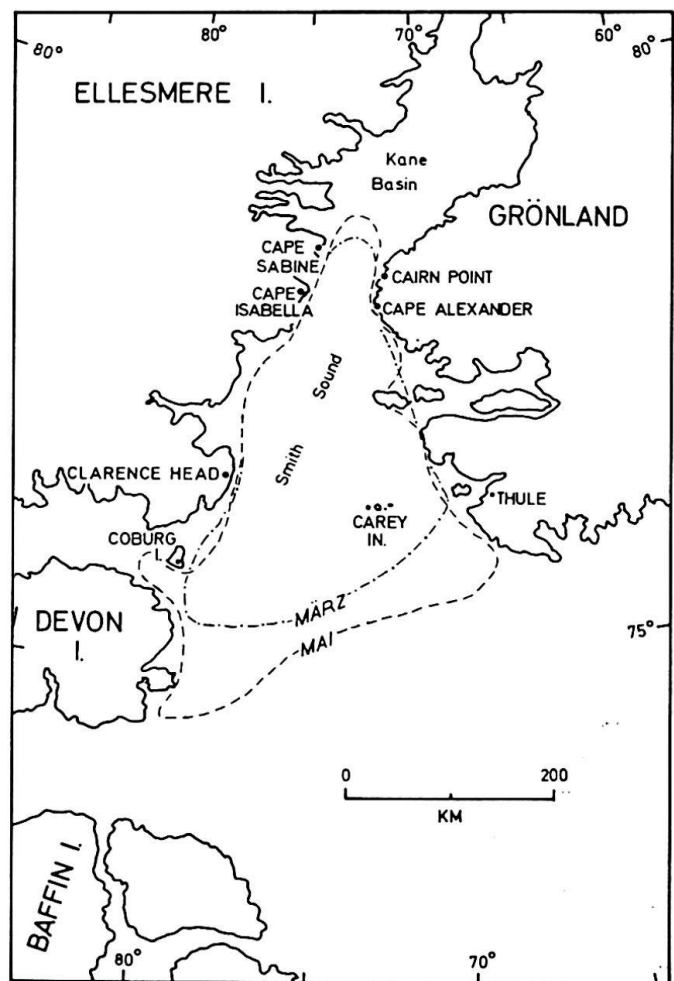 80°
80°
70°
60°
80°
ELLESMERE I.
Kane
Basin
GRÖNLAND
CAPE
SABINE
CAIRN POINT
CAPE
ISABELLA
CAPE ALEXANDER
Smith Sound
CLARENCE HEAD
THULE
CAREY
IN.
COBURG
I.
MÄRZ
DEVON
I.
MAI
75°
0 200
KM
BAFFIN I.
80°
70°